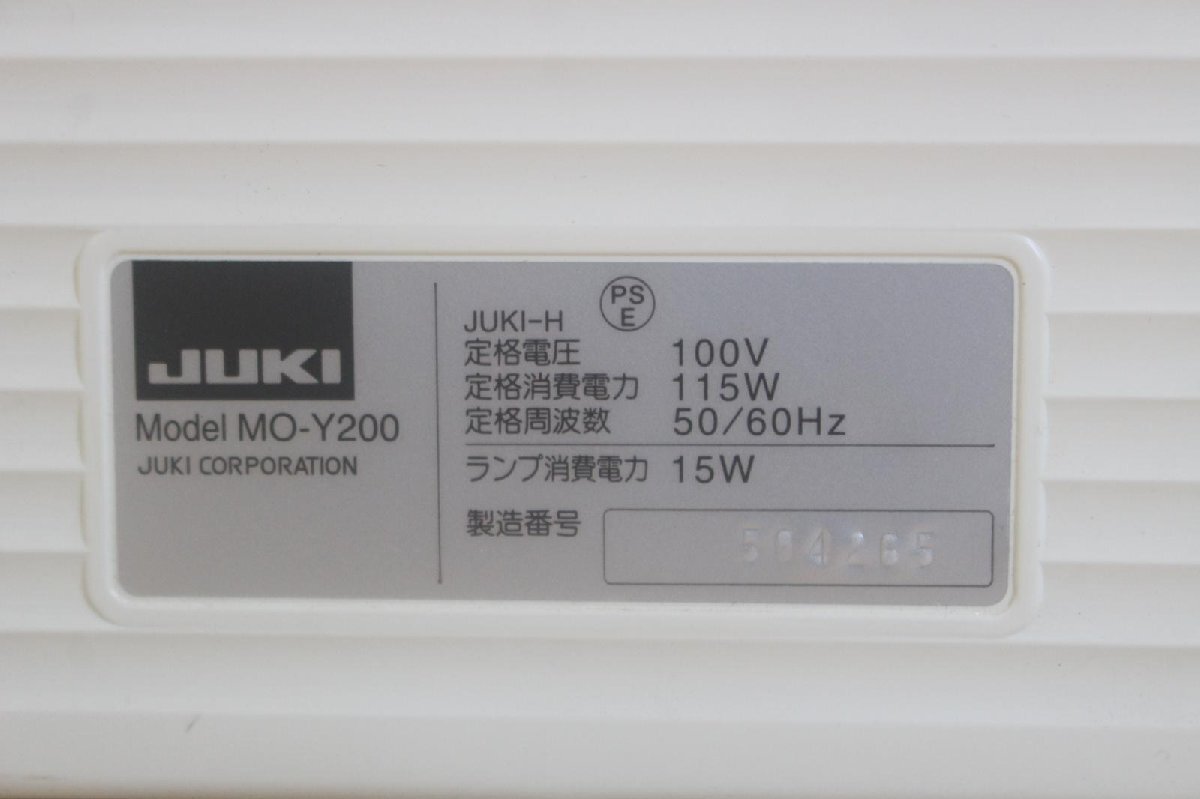 JUKI
Model MO-Y200
JUKI CORPORATION
PS
E
JUKI-H
定格電圧 100V
定格消費電力 115W
定格周波数 50/60Hz
ランプ消費電力 15W
製造番号